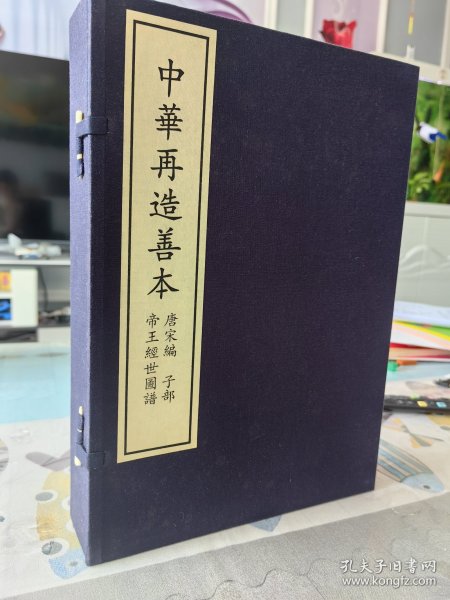 中華再造善本
唐宋編 子部
帝王經世圖譜
孔夫子旧书网
www.kongfz.com